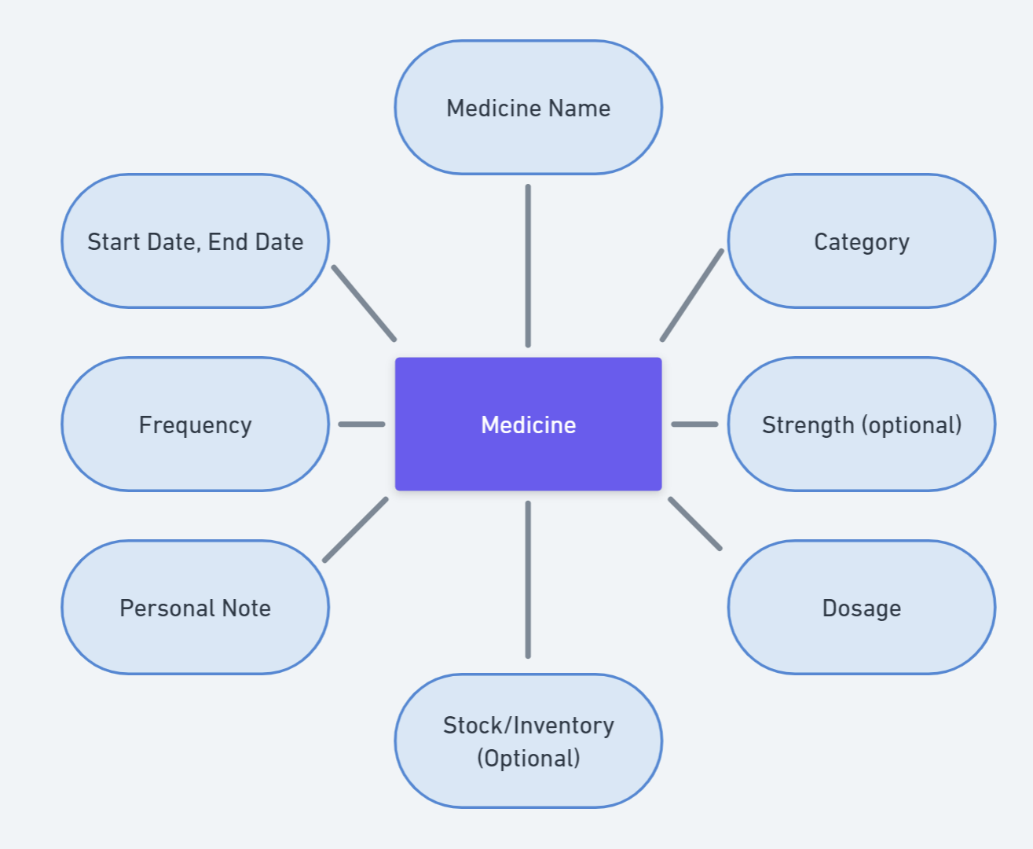 Medicine Name
Start Date, End Date
Category
Frequency
Medicine
Strength (optional)
Personal Note
Dosage
Stock/Inventory
(Optional)